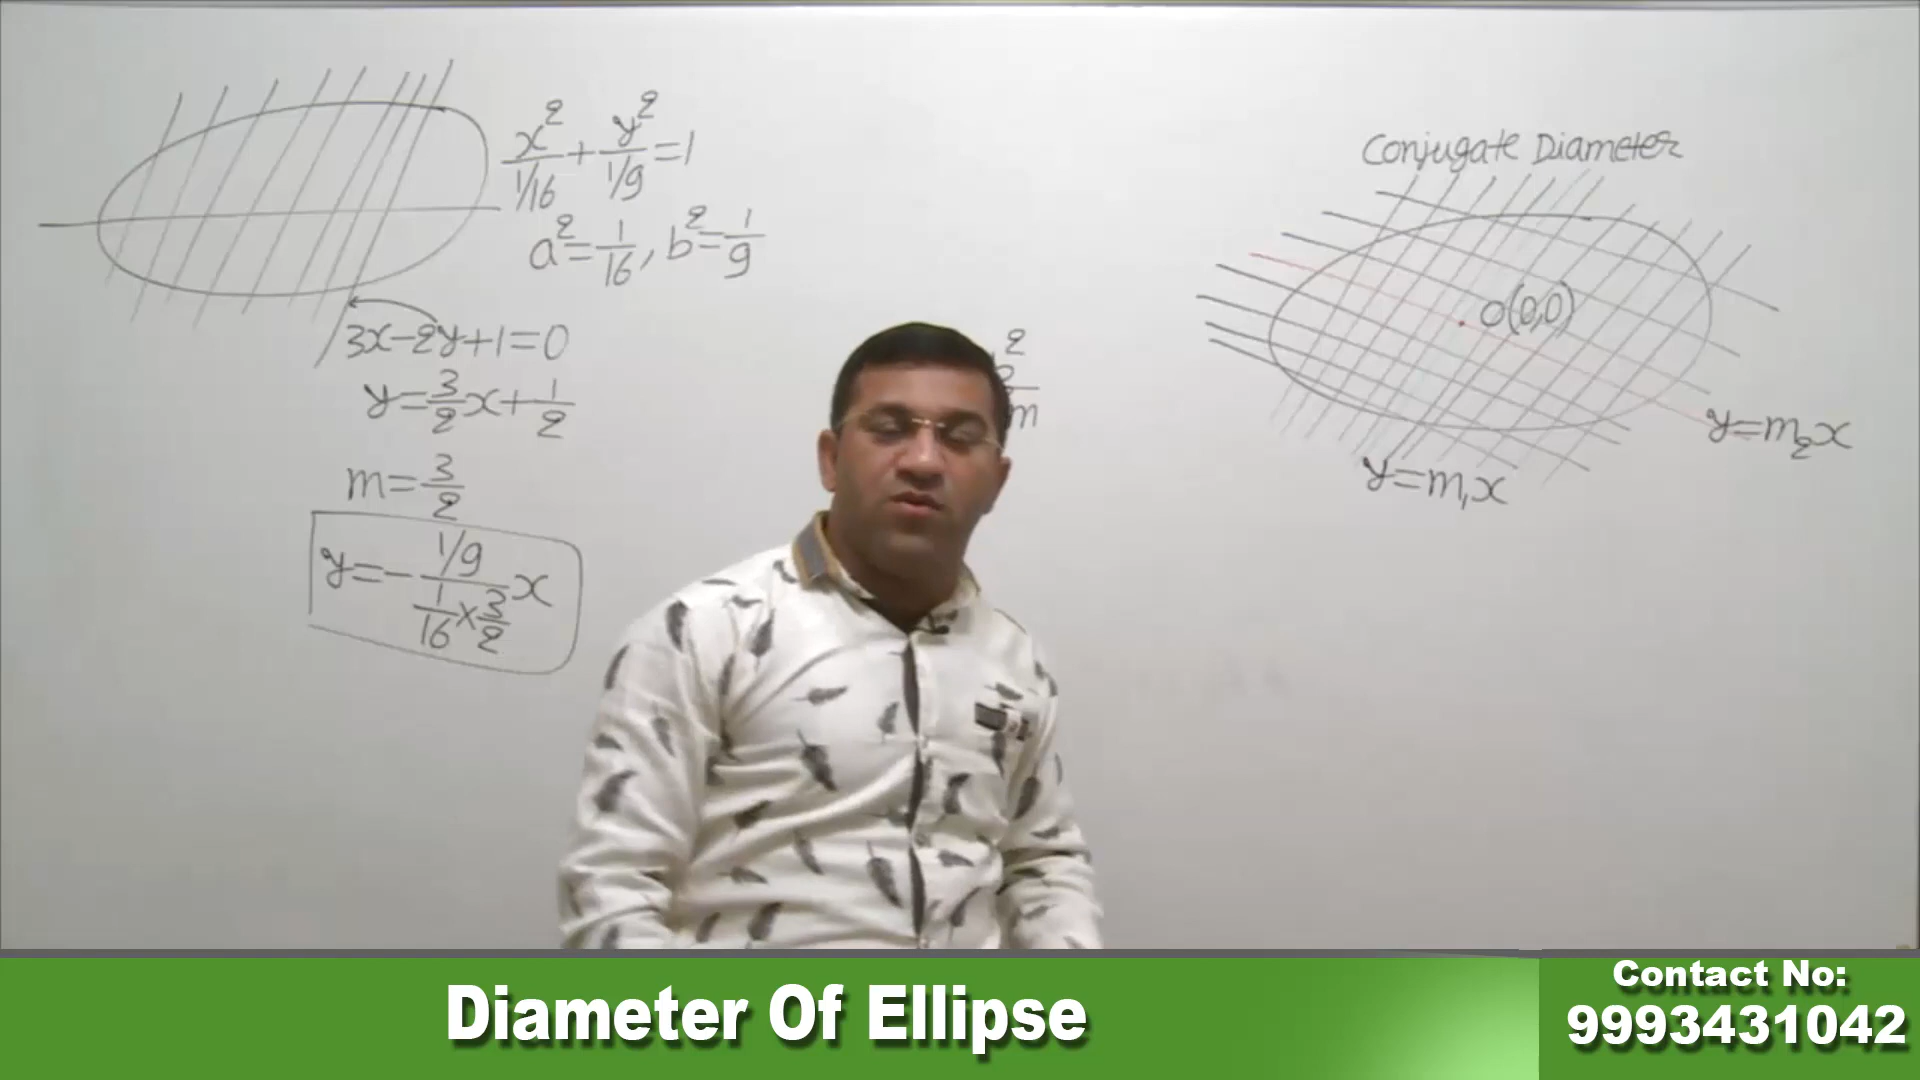 x²/1/16 + y²/1/9 = 1
a² = 1/16, b² = 1/9
3x-2y+1=0
y = 3/2 x + 1/2
m = 3/2
y = - 1/9 / 1/16 × 3/2 x
2
m
Conjugate Diameter
O(0,0)
y=m₂x
y=m₁x
Diameter Of Ellipse
Contact No:
9993431042